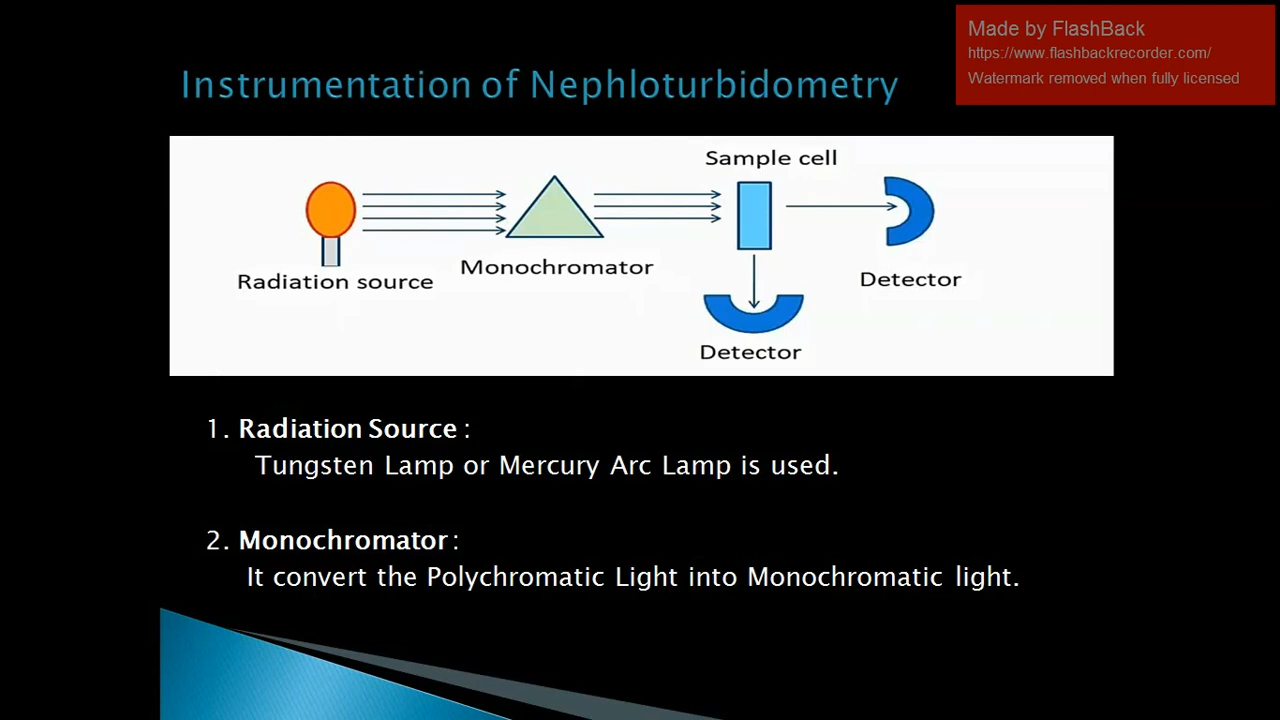 Made by FlashBack
https://www.flashbackrecorder.com/
Watermark removed when fully licensed
Instrumentation of Nephloturbidometry
Sample cell
Radiation source
Monochromator
Detector
Detector
1. Radiation Source :
Tungsten Lamp or Mercury Arc Lamp is used.
2. Monochromator :
It convert the Polychromatic Light into Monochromatic light.